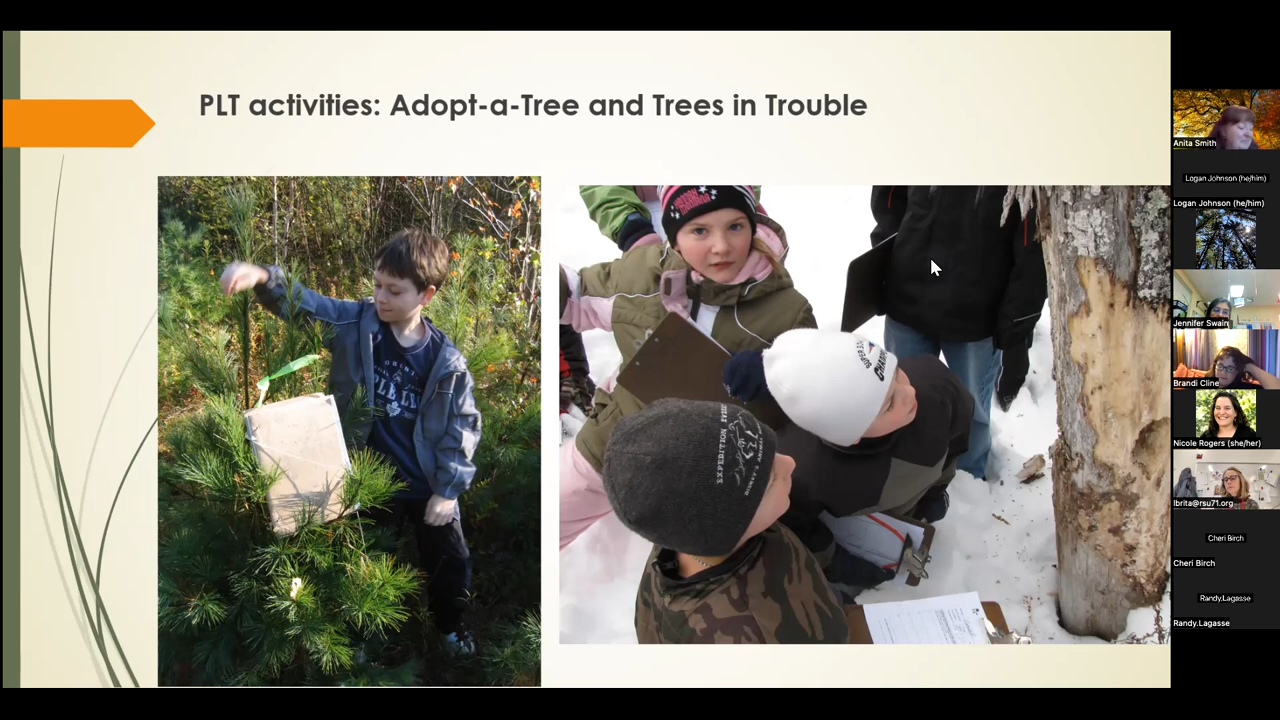 PLT activities: Adopt-a-Tree and Trees in Trouble
EXPEDITION
Anita Smith
Logan Johnson (he/him)
Logan Johnson (he/him)
Jennifer Swain
Brandi Cline
Nicole Rogers (she/her)
lbrita@rsu71.org
Cheri Birch
Cheri Birch
Randy.Lagasse
Randy.Lagasse